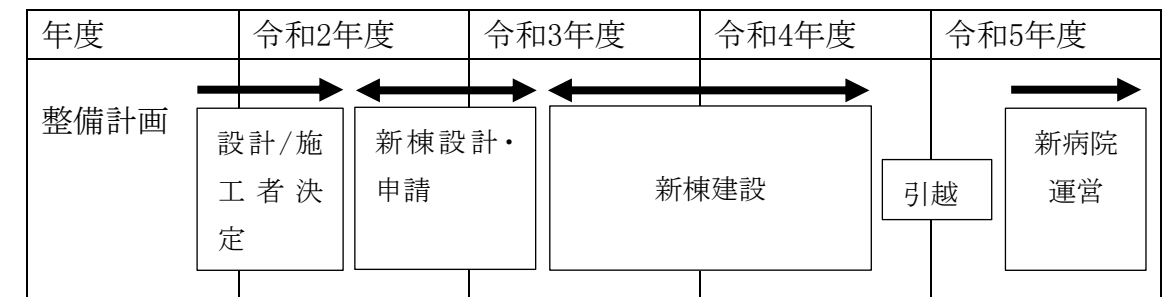 年度 令和2年度 令和3年度 令和4年度 令和5年度
整備計画
設計/施
工者決
定
新棟設計・
申請
新棟建設
引越
新病院
運営